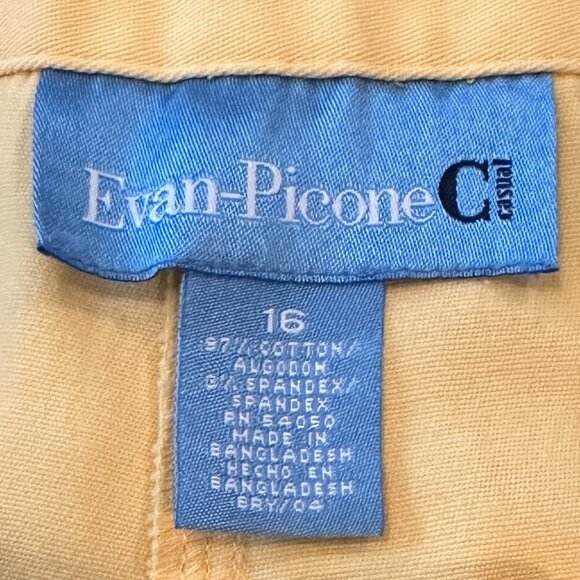 Evan-Picone C casual
16
97% COTTON/
ALGODON
3% SPANDEX/
SPANDEX
RN 54050
MADE IN
BANGLADESH
HECHO EN
BANGLADESH
BRY/04